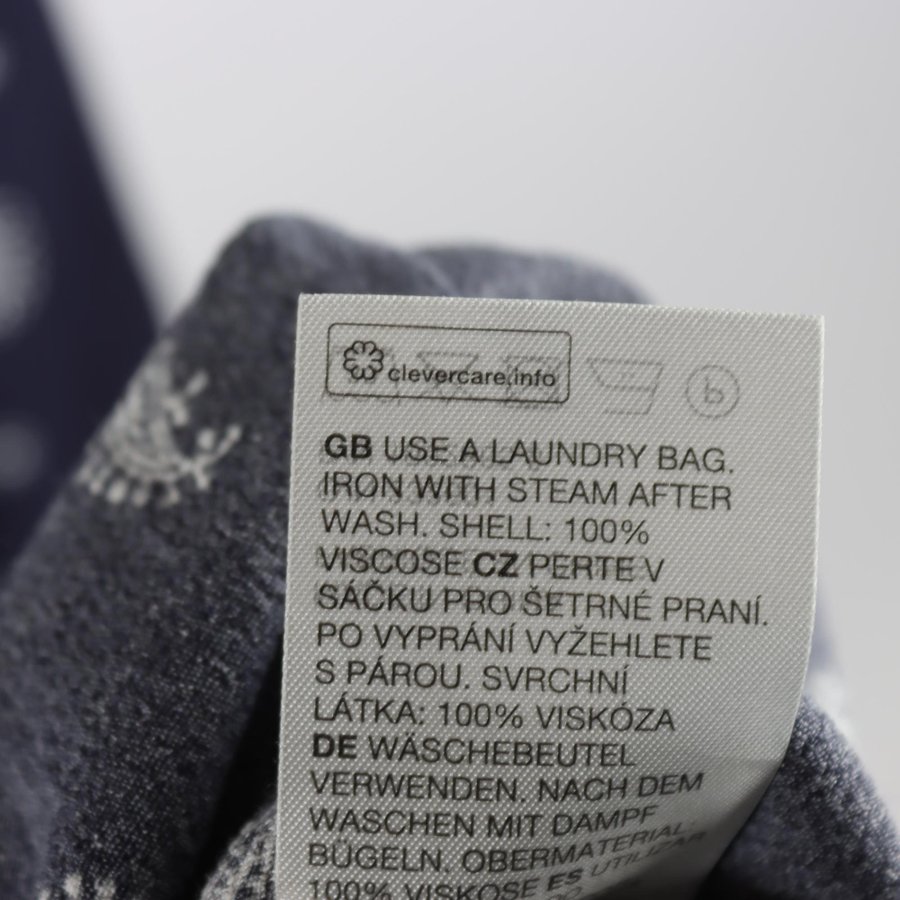 clevercare.info
GB USE A LAUNDRY BAG.
IRON WITH STEAM AFTER
WASH. SHELL: 100%
VISCOSE CZ PERTE V
SÁČKU PRO ŠETRNÉ PRANÍ.
PO VYPRÁNÍ VYŽEHLETE
S PÁROU. SVRCHNÍ
LÁTKA: 100% VISKÓZA
DE WÄSCHEBEUTEL
VERWENDEN. NACH DEM
WASCHEN MIT DAMPF
BÜGELN. OBERMATERIAL:
100% VISKOSE ES UTILIZAR